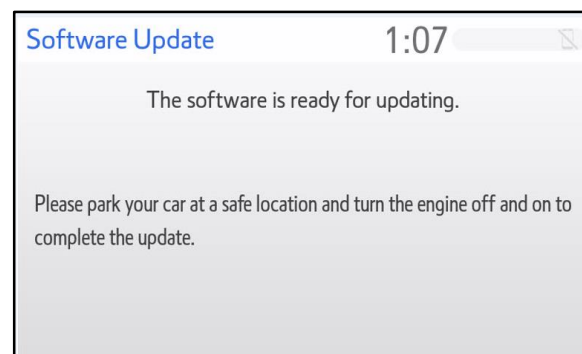 Software Update
1:07
The software is ready for updating.
Please park your car at a safe location and turn the engine off and on to
complete the update.